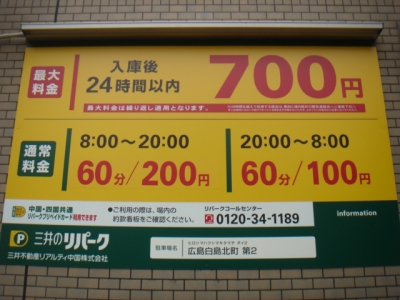 最大料金
入庫後
24時間以内
700円
最大料金は繰り返し適用となります。
通常料金
8:00〜20:00
60分/200円
20:00〜8:00
60分/100円
中国・四国共通
リパークプリペイドカード利用できます
●ご利用の際は、場内の
約款看板をご確認ください。
リパークコールセンター
0120-34-1189
information
P 三井のリパーク
三井不動産リアルティ中国株式会社
駐車場名
広島白島北町 第2